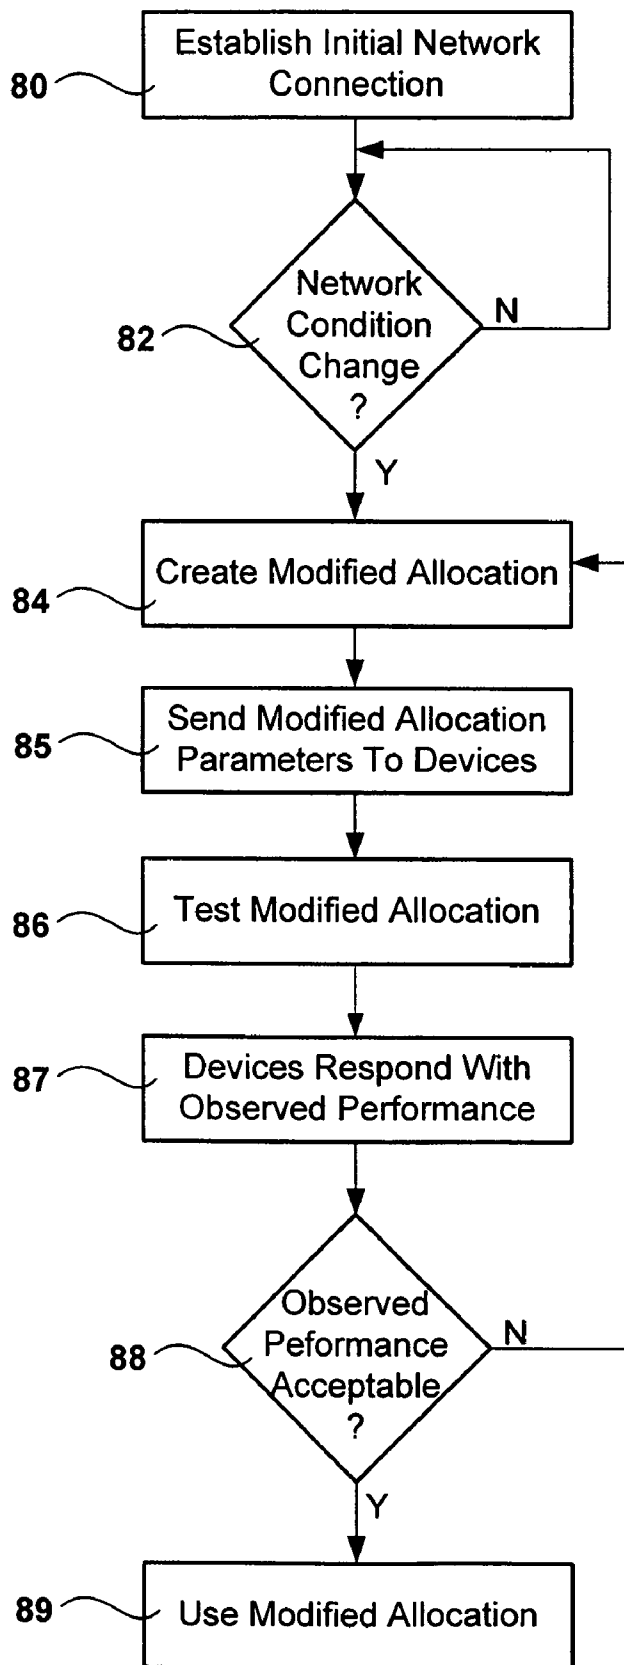 Establish Initial Network
Connection
80
Network
Condition
Change
?
82
N
Y
Create Modified Allocation
84
Send Modified Allocation
Parameters To Devices
85
Test Modified Allocation
86
Devices Respond With
Observed Performance
87
Observed
Peformance
Acceptable
?
88
N
Y
Use Modified Allocation
89